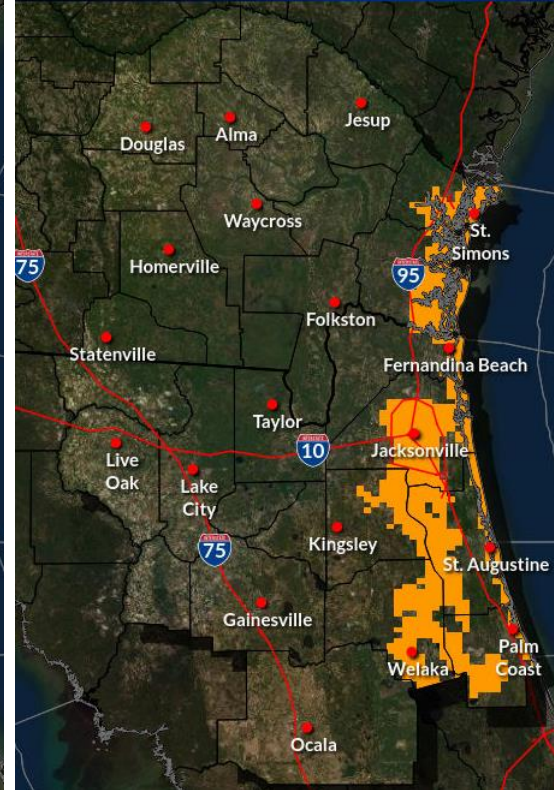 Jesup
Alma
Douglas
Waycross
St.
Simons
75
Homerville
95
Folkston
Statenville
Fernandina Beach
Taylor
10
Jacksonville
Live
Oak
Lake
City
75
Kingsley
St. Augustine
Gainesville
Palm
Coast
Welaka
Ocala